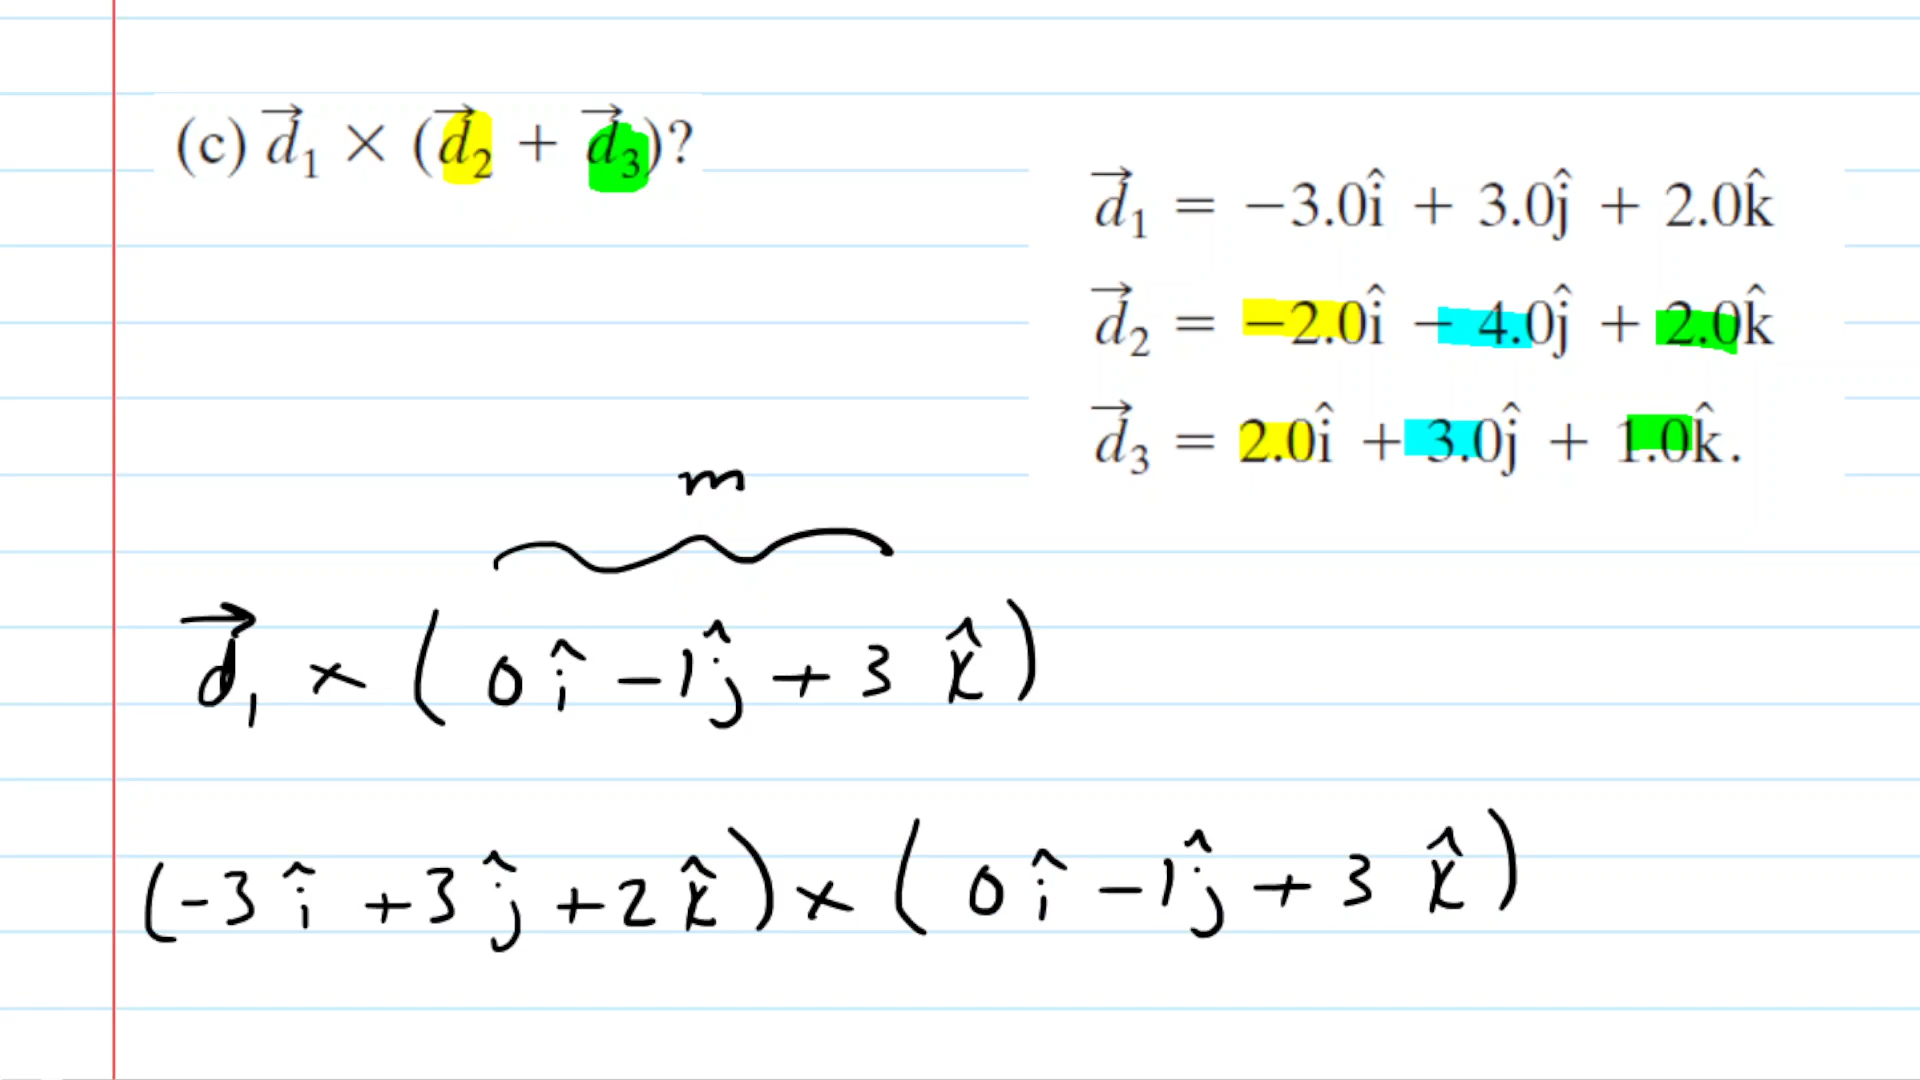 (c) d⃗₁ × (d⃗₂ + d⃗₃)?
d⃗₁ = −3.0î + 3.0ĵ + 2.0k̂
d⃗₂ = −2.0î − 4.0ĵ + 2.0k̂
d⃗₃ = 2.0î + 3.0ĵ + 1.0k̂.
m
d⃗₁ × (0î − 1ĵ + 3k̂)
(-3î + 3ĵ + 2k̂) × (0î − 1ĵ + 3k̂)